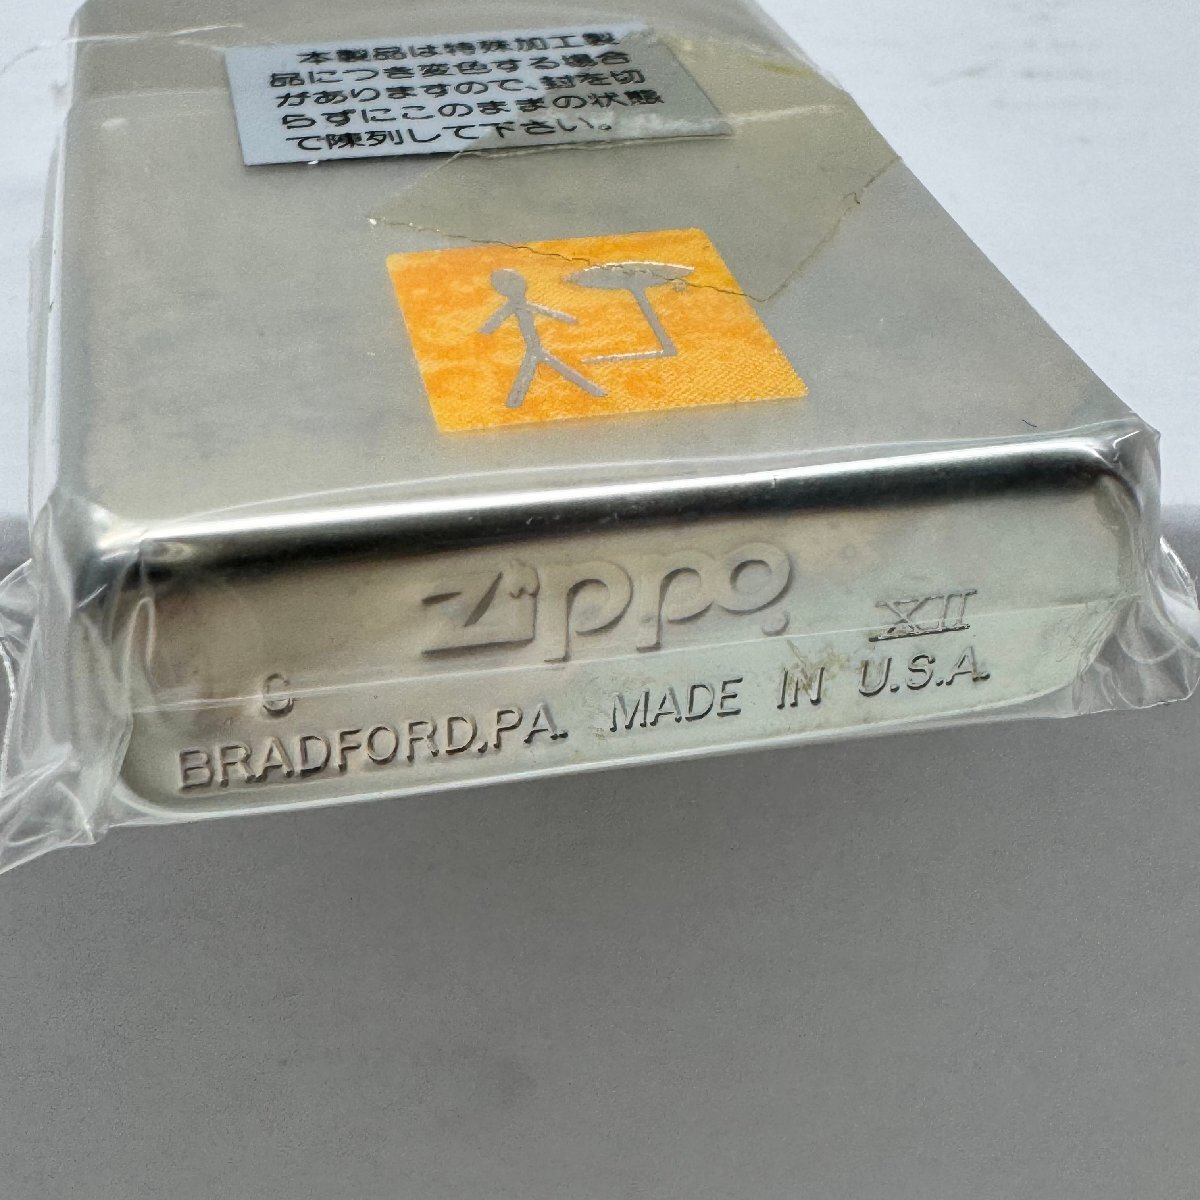 本製品は特殊加工製
品につき変色する場合
がありますので、封を切
らずにこのままの状態
で陳列して下さい。
Zippo
XII
C
BRADFORD,PA. MADE IN U.S.A.